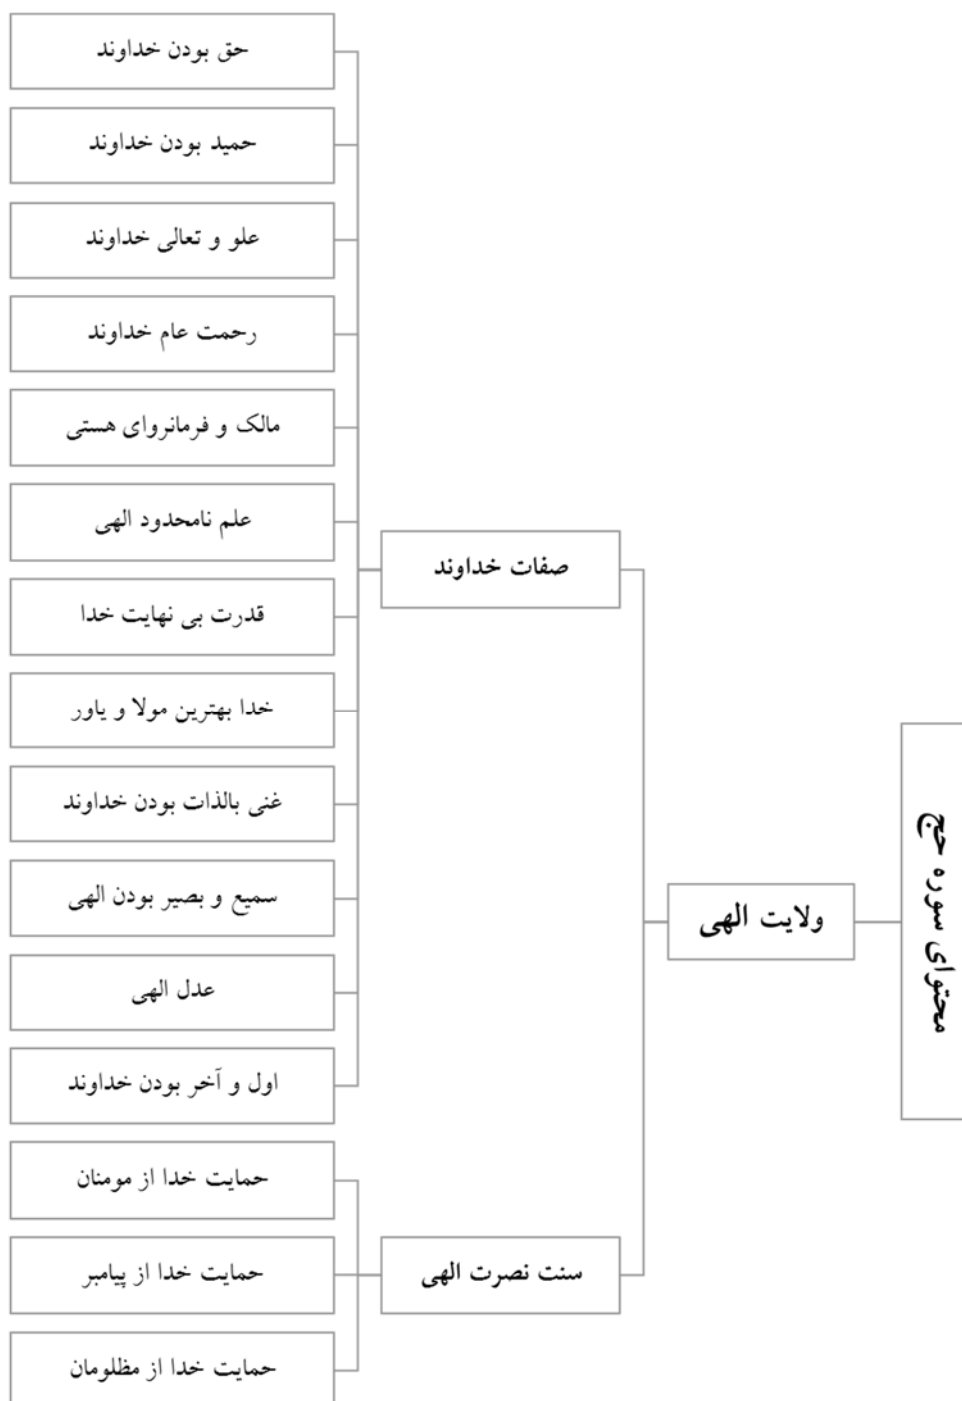 محتوای سوره حج
ولایت الهی
صفات خداوند
حق بودن خداوند
حمید بودن خداوند
علو و تعالی خداوند
رحمت عام خداوند
مالک و فرمانروای هستی
علم نامحدود الهی
قدرت بی نهایت خدا
خدا بهترین مولا و یاور
غنی بالذات بودن خداوند
سمیع و بصیر بودن الهی
عدل الهی
اول و آخر بودن خداوند
سنت نصرت الهی
حمایت خدا از مومنان
حمایت خدا از پیامبر
حمایت خدا از مظلومان